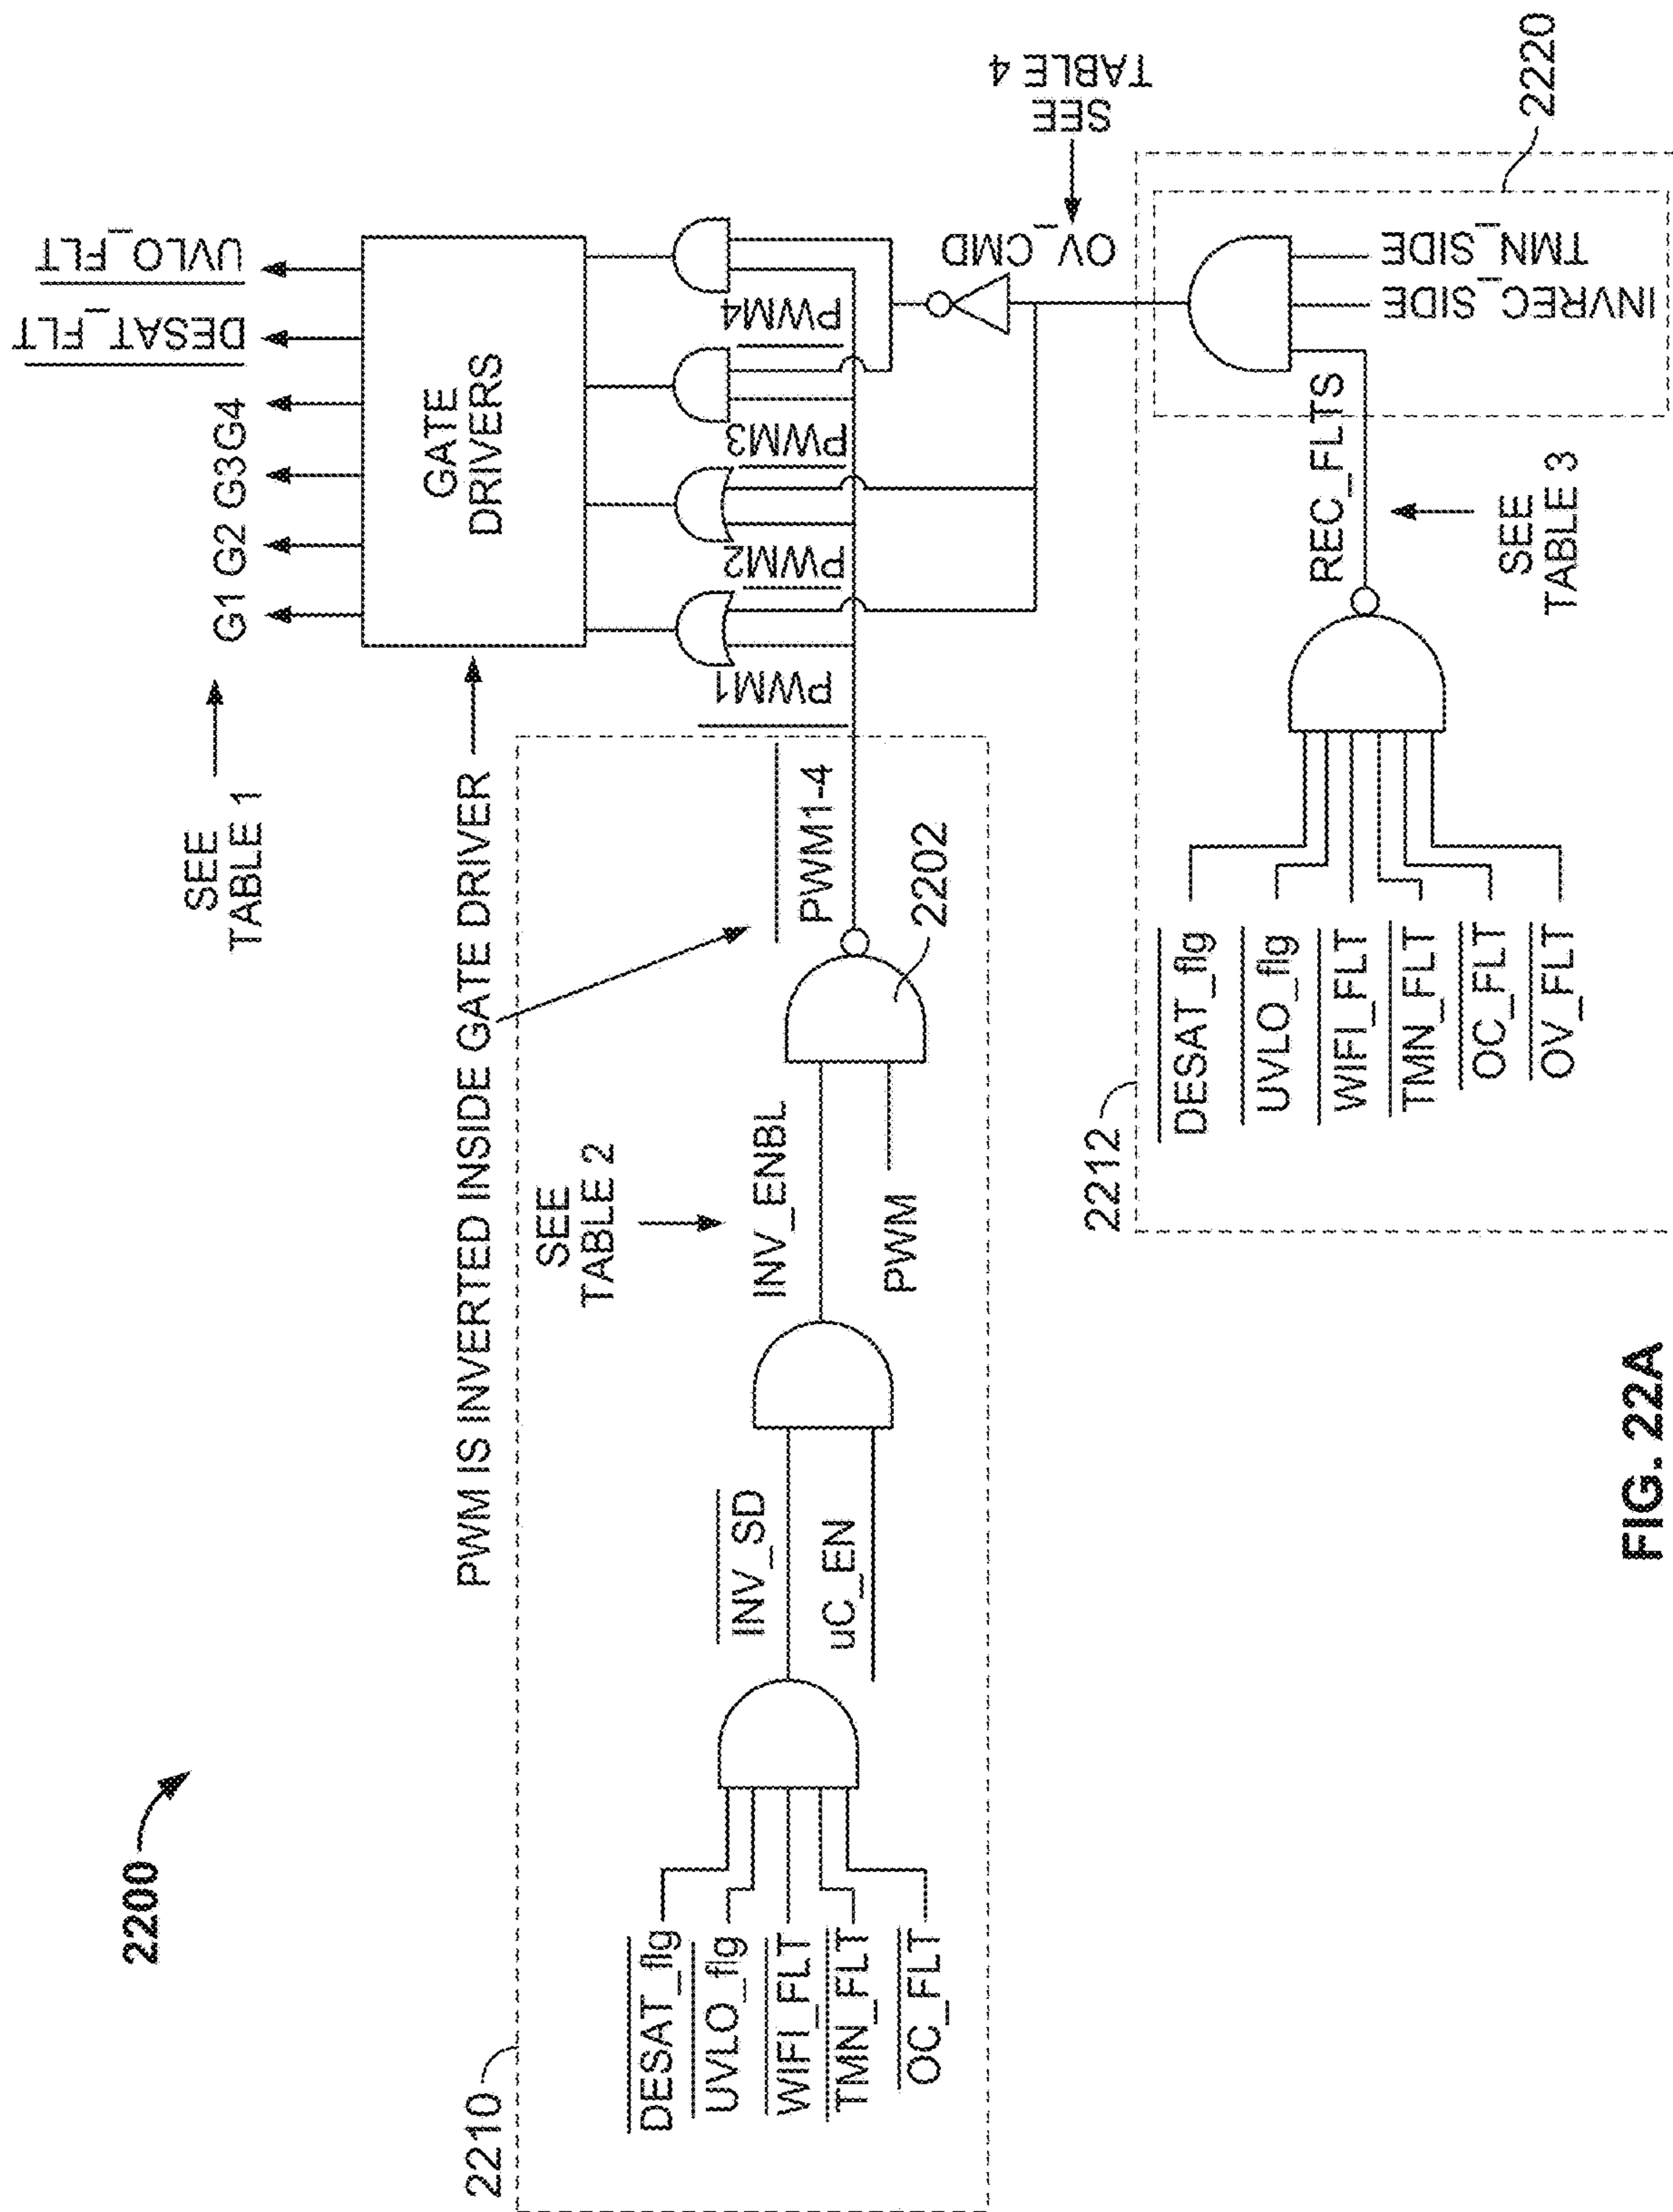 2200
SEE
TABLE 1
G1 G2 G3G4
DESAT_FLT
UVLO_FLT
GATE
DRIVERS
PWM IS INVERTED INSIDE GATE DRIVER
PWM1
PWM2
PWM3
PWM4
2210
DESAT_flg
UVLO_flg
WIFI_FLT
TMN_FLT
OC_FLT
INV_SD
uC_EN
SEE
TABLE 2
INV_ENBL
PWM
2202
PWM1-4
OV_CMD
SEE
TABLE 4
2212
DESAT_flg
UVLO_flg
WIFI_FLT
TMN_FLT
OC_FLT
OV_FLT
REC_FLTS
SEE
TABLE 3
INVREC_SIDE
TMN_SIDE
2220
FIG. 22A